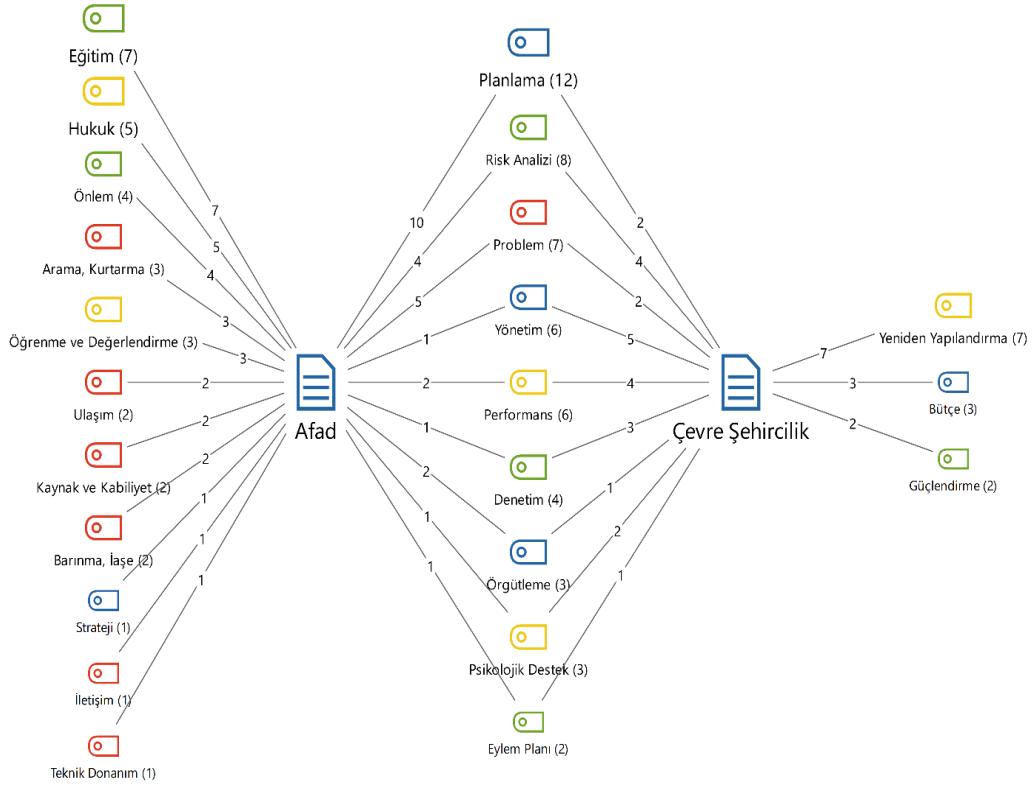 Eğitim (7)
Hukuk (5)
Önlem (4)
Arama, Kurtarma (3)
Öğrenme ve Değerlendirme (3)
Ulaşım (2)
Kaynak ve Kabiliyet (2)
Barınma, İaşe (2)
Strateji (1)
İletişim (1)
Teknik Donanım (1)
7
5
4
3
3
2
2
2
1
1
1
Afad
10
4
5
1
2
1
2
1
1
Planlama (12)
Risk Analizi (8)
Problem (7)
Yönetim (6)
Performans (6)
Denetim (4)
Örgütleme (3)
Psikolojik Destek (3)
Eylem Planı (2)
2
4
2
5
4
3
1
2
1
Çevre Şehircilik
7
3
2
Yeniden Yapılandırma (7)
Bütçe (3)
Güçlendirme (2)